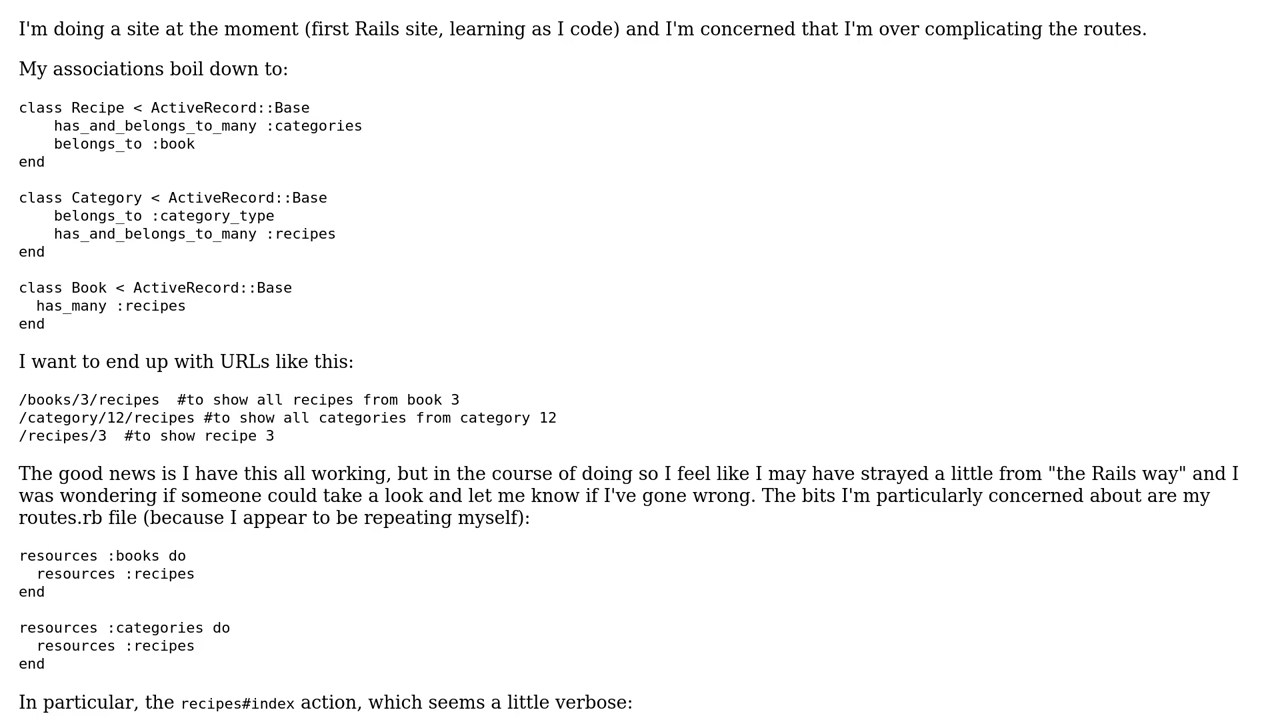 I'm doing a site at the moment (first Rails site, learning as I code) and I'm concerned that I'm over complicating the routes.
My associations boil down to:
class Recipe < ActiveRecord::Base
    has_and_belongs_to_many :categories
    belongs_to :book
end
class Category < ActiveRecord::Base
    belongs_to :category_type
    has_and_belongs_to_many :recipes
end
class Book < ActiveRecord::Base
  has_many :recipes
end
I want to end up with URLs like this:
/books/3/recipes  #to show all recipes from book 3
/category/12/recipes #to show all categories from category 12
/recipes/3  #to show recipe 3
The good news is I have this all working, but in the course of doing so I feel like I may have strayed a little from "the Rails way" and I
was wondering if someone could take a look and let me know if I've gone wrong. The bits I'm particularly concerned about are my
routes.rb file (because I appear to be repeating myself):
resources :books do
  resources :recipes
end
resources :categories do
  resources :recipes
end
In particular, the recipes#index action, which seems a little verbose: